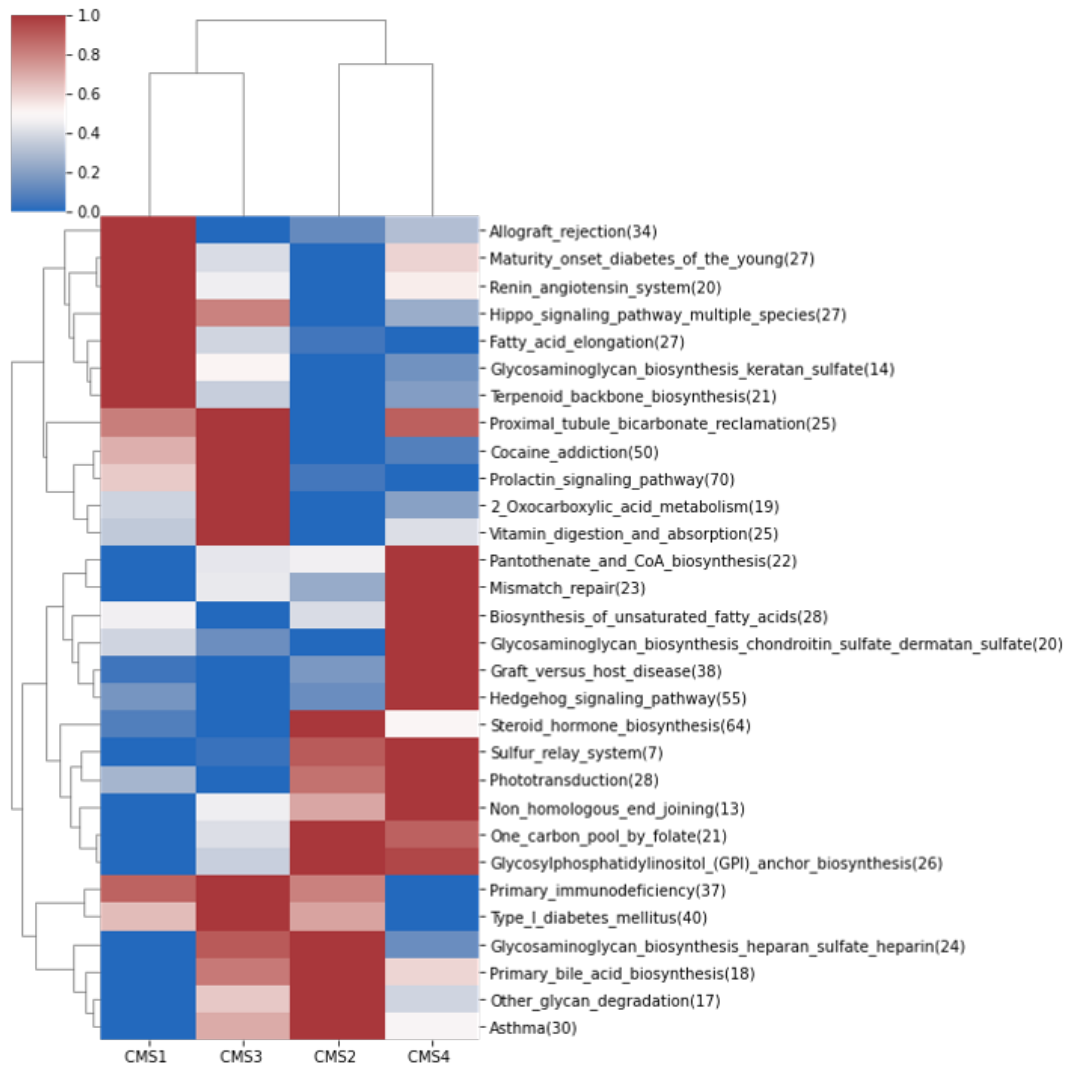 1.0
0.8
0.6
0.4
0.2
0.0
Allograft_rejection(34)
Maturity_onset_diabetes_of_the_young(27)
Renin_angiotensin_system(20)
Hippo_signaling_pathway_multiple_species(27)
Fatty_acid_elongation(27)
Glycosaminoglycan_biosynthesis_keratan_sulfate(14)
Terpenoid_backbone_biosynthesis(21)
Proximal_tubule_bicarbonate_reclamation(25)
Cocaine_addiction(50)
Prolactin_signaling_pathway(70)
2_Oxocarboxylic_acid_metabolism(19)
Vitamin_digestion_and_absorption(25)
Pantothenate_and_CoA_biosynthesis(22)
Mismatch_repair(23)
Biosynthesis_of_unsaturated_fatty_acids(28)
Glycosaminoglycan_biosynthesis_chondroitin_sulfate_dermatan_sulfate(20)
Graft_versus_host_disease(38)
Hedgehog_signaling_pathway(55)
Steroid_hormone_biosynthesis(64)
Sulfur_relay_system(7)
Phototransduction(28)
Non_homologous_end_joining(13)
One_carbon_pool_by_folate(21)
Glycosylphosphatidylinositol_(GPI)_anchor_biosynthesis(26)
Primary_immunodeficiency(37)
Type_I_diabetes_mellitus(40)
Glycosaminoglycan_biosynthesis_heparan_sulfate_heparin(24)
Primary_bile_acid_biosynthesis(18)
Other_glycan_degradation(17)
Asthma(30)
CMS1 CMS3 CMS2 CMS4